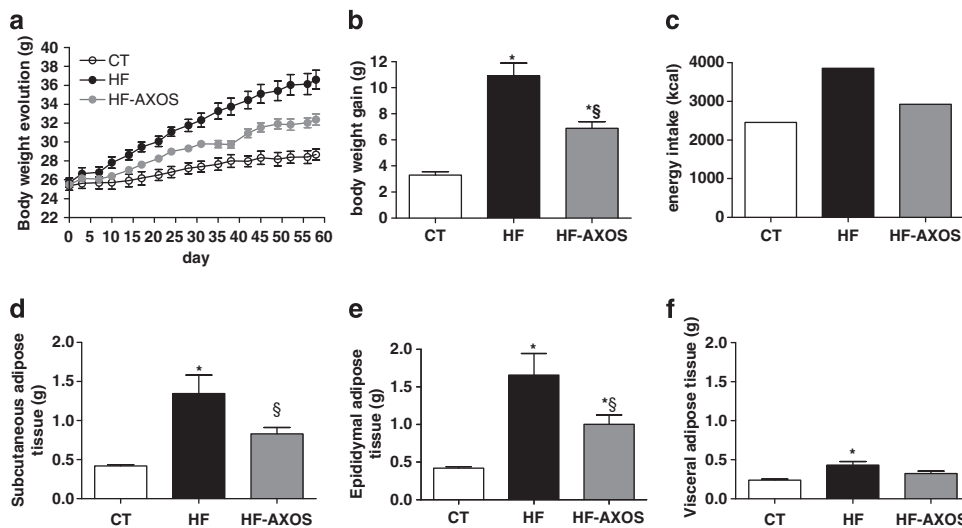 a
Body weight evolution (g)
40
38
36
34
32
30
28
26
24
22
CT
HF
HF-AXOS
0 5 10 15 20 25 30 35 40 45 50 55 60
day
b
body weight gain (g)
12
10
8
6
4
2
0
*
*§
CT HF HF-AXOS
c
energy intake (kcal)
4000
3000
2000
1000
0
CT HF HF-AXOS
d
Subcutaneous adipose
tissue (g)
2.0
1.5
1.0
0.5
0.0
*
§
CT HF HF-AXOS
e
Epididymal adipose
tissue (g)
2.0
1.5
1.0
0.5
0.0
*
*§
CT HF HF-AXOS
f
Visceral adipose tissue (g)
2.0
1.5
1.0
0.5
0.0
*
CT HF HF-AXOS